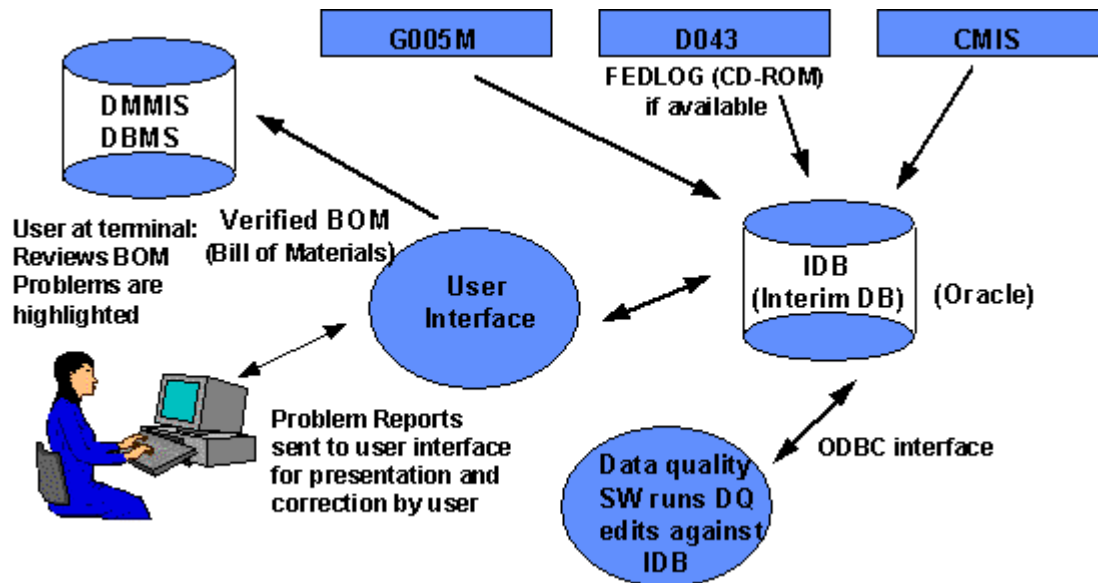 G005M
D043
CMIS
FEDLOG (CD-ROM)
if available
DMMIS
DBMS
User at terminal:
Reviews BOM
Problems are
highlighted
Verified BOM
(Bill of Materials)
User
Interface
IDB
(Interim DB)
(Oracle)
Problem Reports
sent to user interface
for presentation and
correction by user
ODBC interface
Data quality
SW runs DQ
edits against
IDB